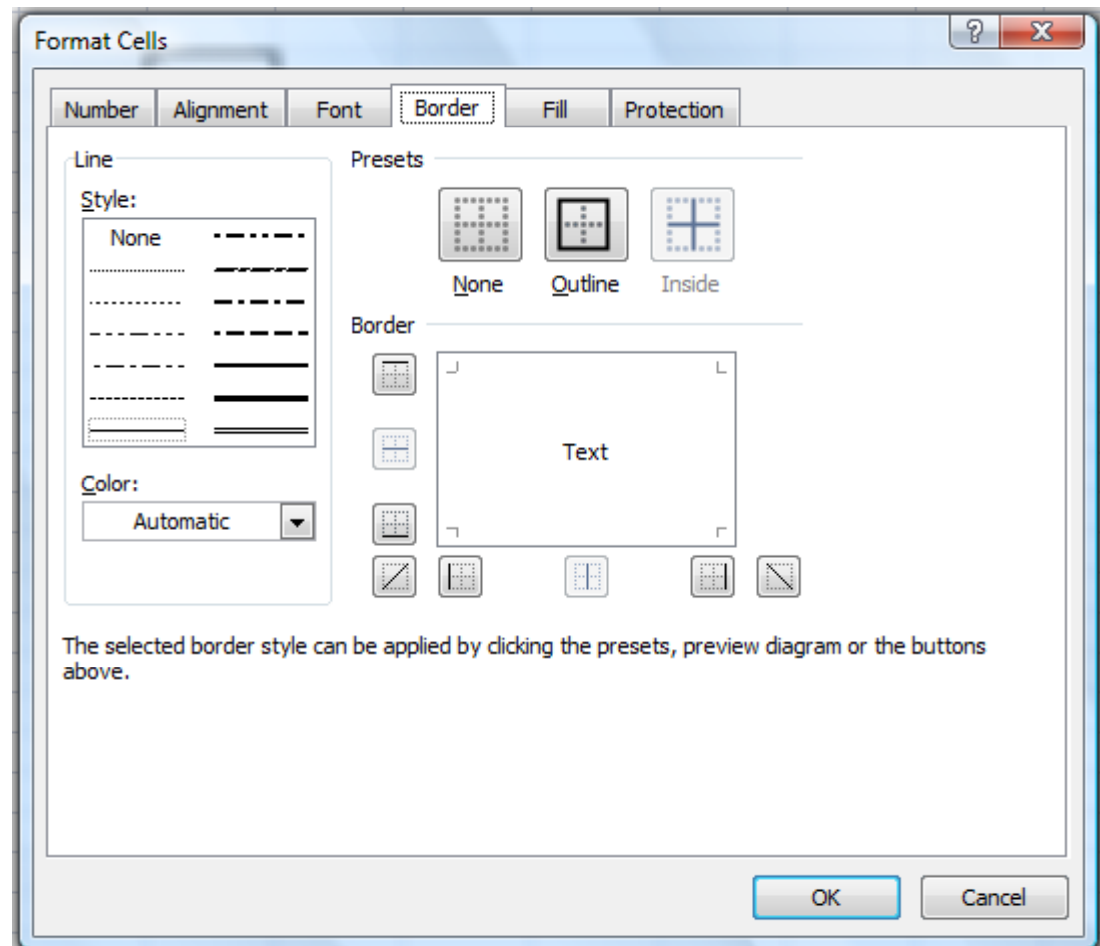 Format Cells
Number Alignment Font Border Fill Protection
Line
Style:
None
Color:
Automatic
Presets
None Outline Inside
Border
Text
The selected border style can be applied by clicking the presets, preview diagram or the buttons
above.
OK Cancel